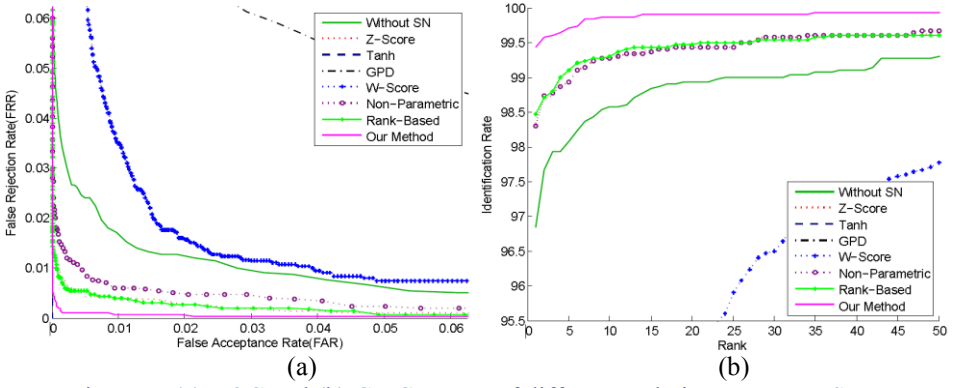 0.06
0.05
0.04
0.03
0.02
0.01
0
False Rejection Rate(FRR)
Without SN
Z-Score
Tanh
GPD
W-Score
Non-Parametric
Rank-Based
Our Method
0 0.01 0.02 0.03 0.04 0.05 0.06
False Acceptance Rate(FAR)
(a)
100
99.5
99
98.5
98
97.5
97
96.5
96
95.5
Identification Rate
Without SN
Z-Score
Tanh
GPD
W-Score
Non-Parametric
Rank-Based
Our Method
0 5 10 15 20 25 30 35 40 45 50
Rank
(b)